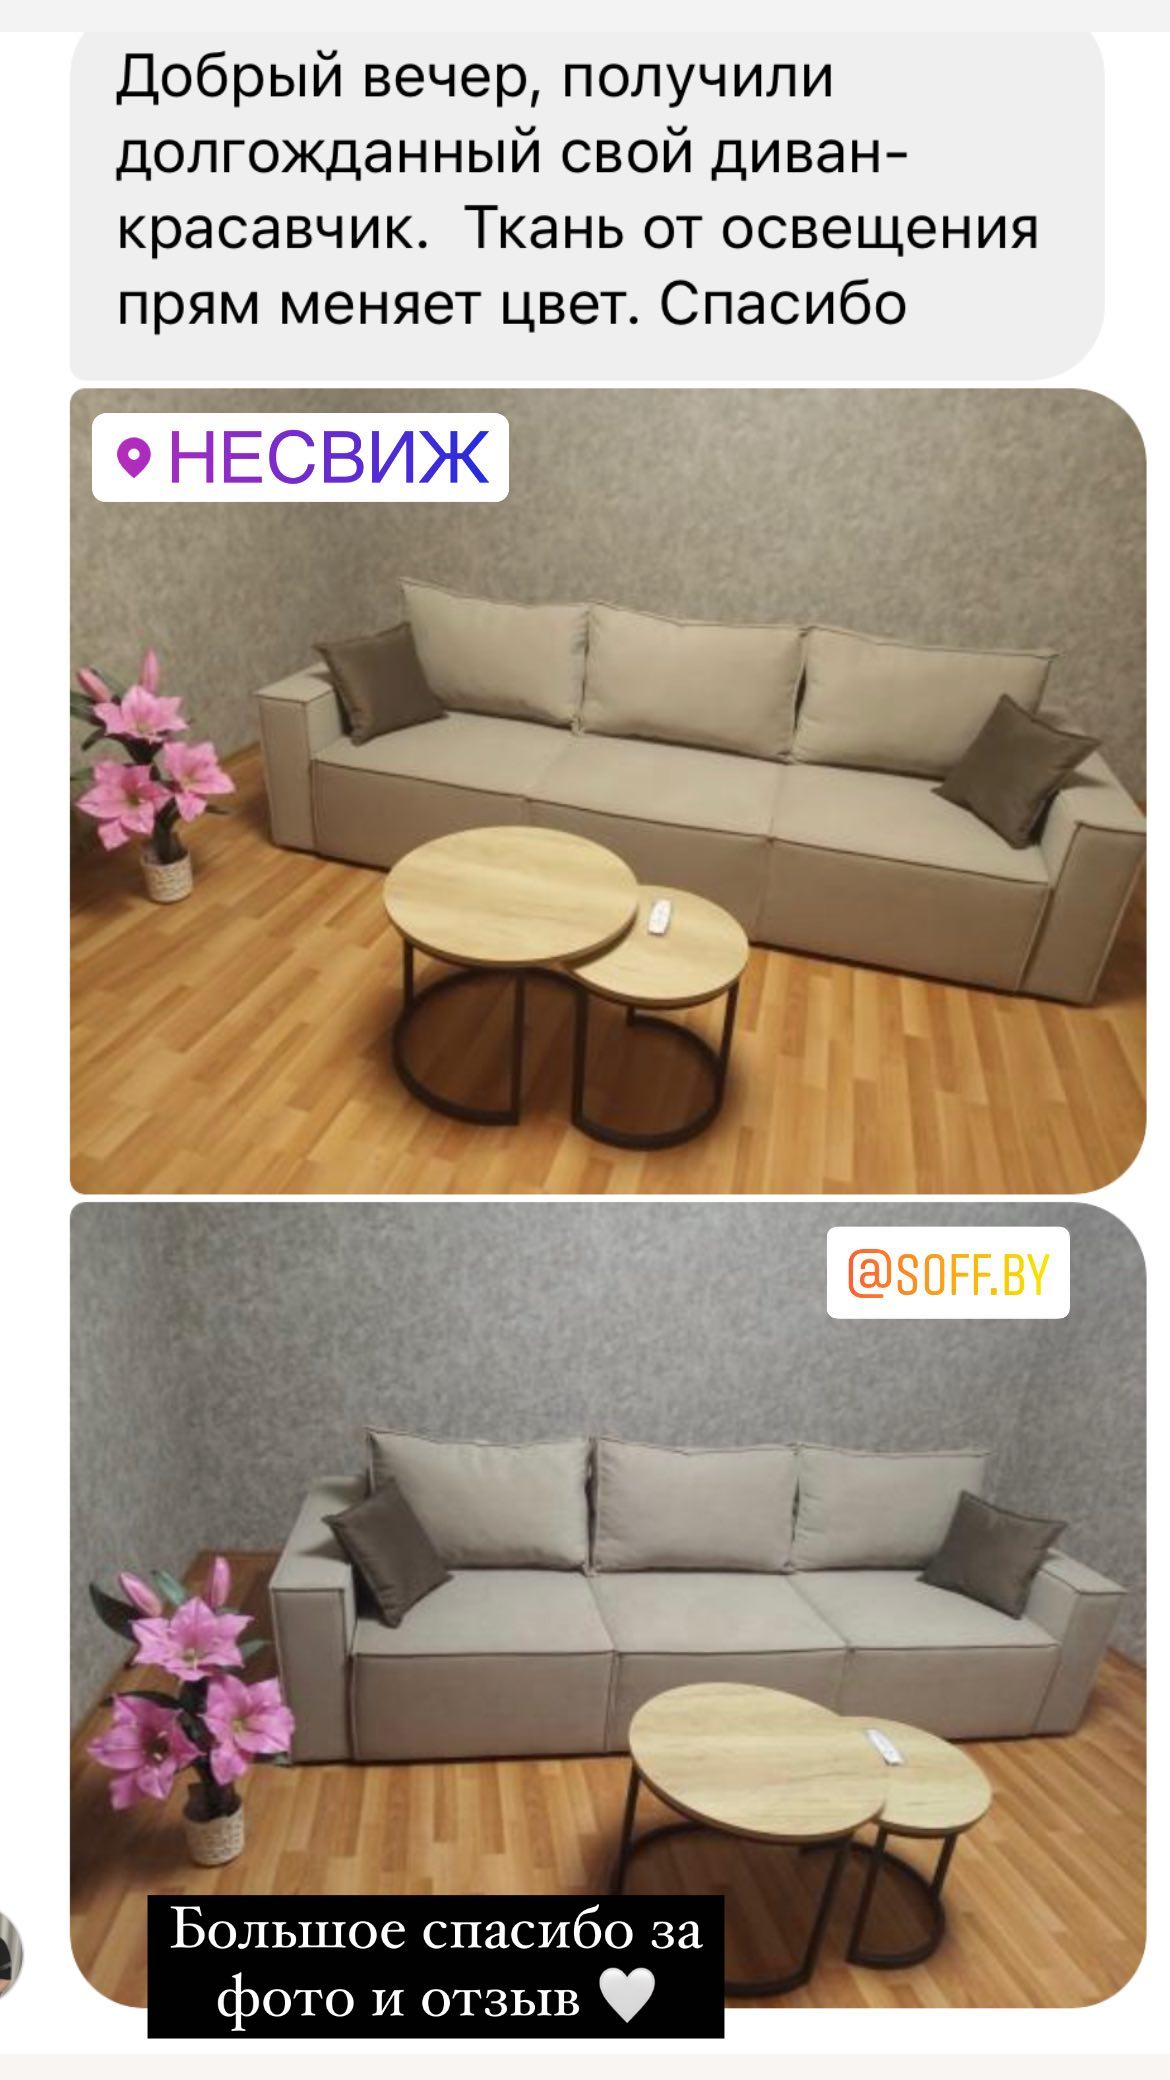 Добрый вечер, получили
долгожданный свой диван-
красавчик.  Ткань от освещения
прям меняет цвет. Спасибо
НЕСВИЖ
@SOFF.BY
Большое спасибо за
фото и отзыв 🤍